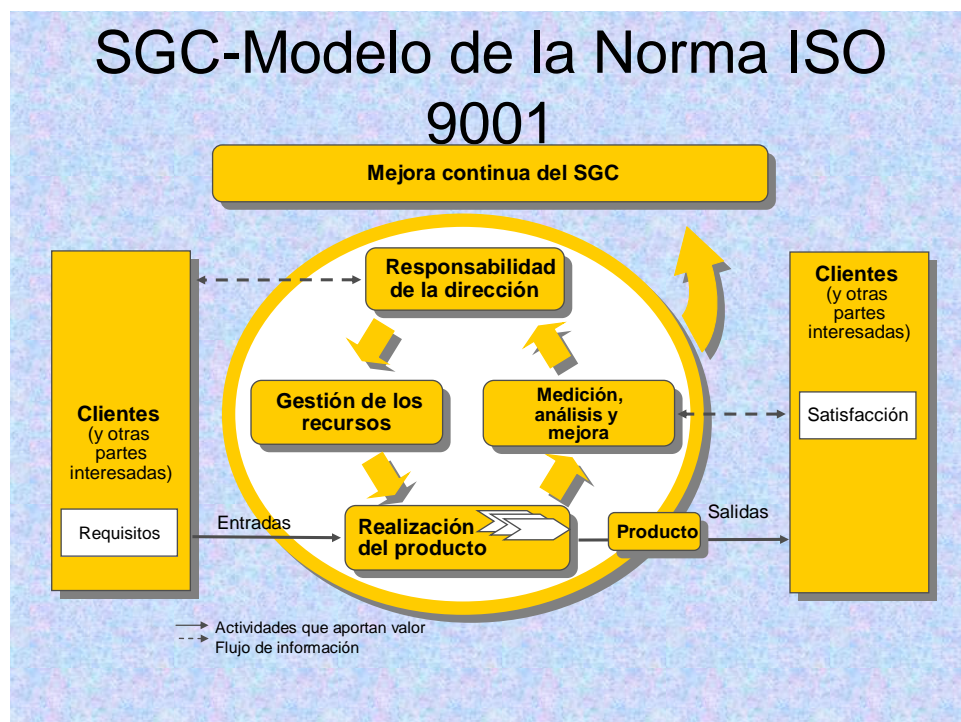 SGC-Modelo de la Norma ISO
9001
Mejora continua del SGC
Responsabilidad
de la dirección
Clientes
(y otras
partes
interesadas)
Gestión de los
recursos
Medición,
análisis y
mejora
Satisfacción
Clientes
(y otras
partes
interesadas)
Requisitos
Entradas
Realización
del producto
Producto
Salidas
Actividades que aportan valor
Flujo de información